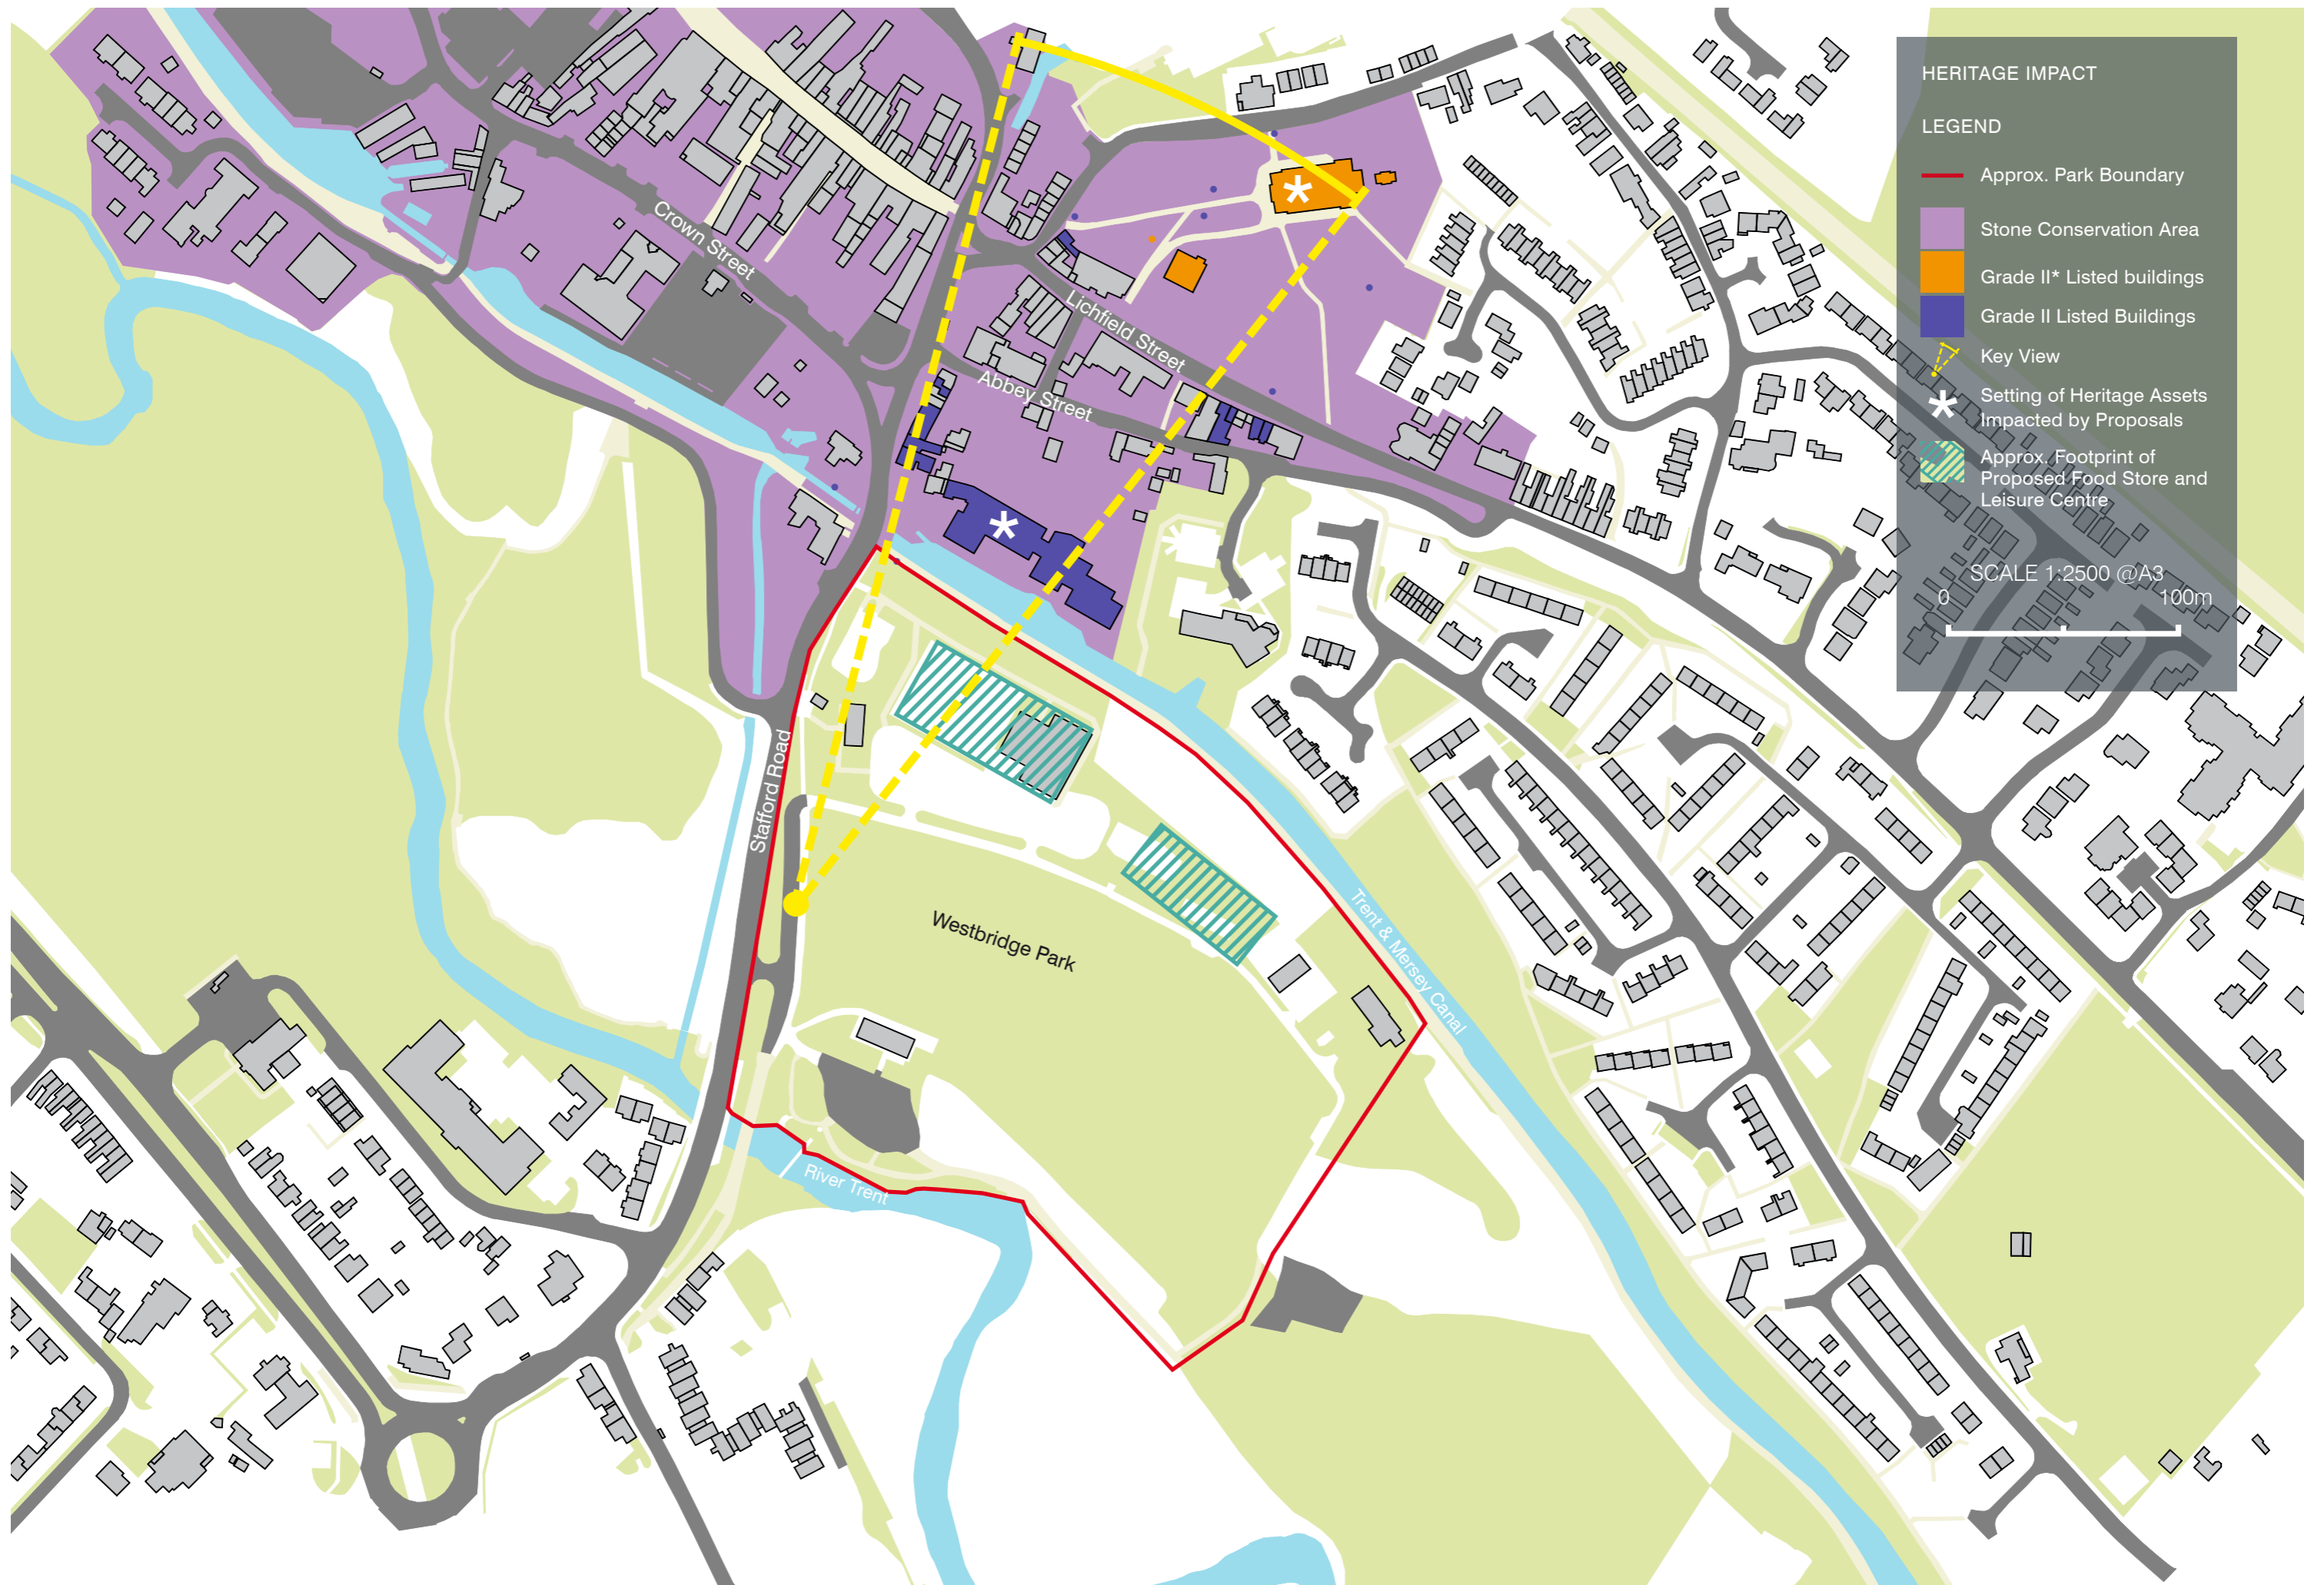 HERITAGE IMPACT
LEGEND
Approx. Park Boundary
Stone Conservation Area
Grade II* Listed buildings
Grade II Listed Buildings
Key View
Setting of Heritage Assets
Impacted by Proposals
Approx. Footprint of
Proposed Food Store and
Leisure Centre
SCALE 1:2500 @A3
0 100m
Crown Street
Lichfield Street
Abbey Street
Stafford Road
Westbridge Park
Trent & Mersey Canal
River Trent